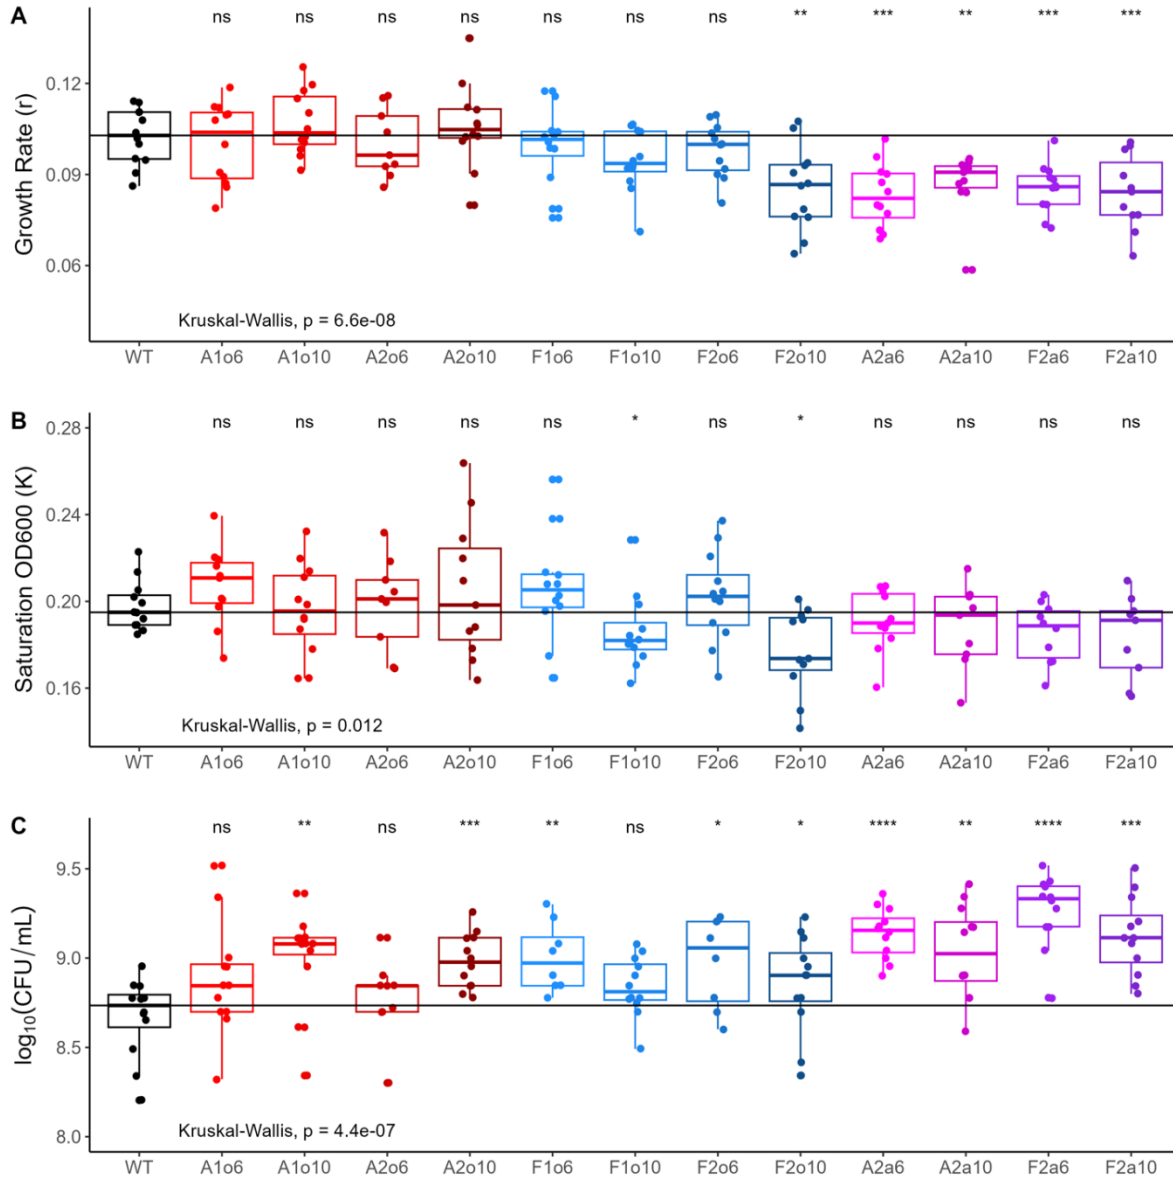 A
ns ns ns ns ns ns ns ** *** ** *** ***
Growth Rate (r)
0.12
0.09
0.06
Kruskal-Wallis, p = 6.6e-08
WT A1o6 A1o10 A2o6 A2o10 F1o6 F1o10 F2o6 F2o10 A2a6 A2a10 F2a6 F2a10
B
ns ns ns ns ns * ns * ns ns ns ns
Saturation OD600 (K)
0.28
0.24
0.20
0.16
Kruskal-Wallis, p = 0.012
WT A1o6 A1o10 A2o6 A2o10 F1o6 F1o10 F2o6 F2o10 A2a6 A2a10 F2a6 F2a10
C
ns ** ns *** ** ns * * **** ** **** ***
log₁₀(CFU/mL)
9.5
9.0
8.5
8.0
Kruskal-Wallis, p = 4.4e-07
WT A1o6 A1o10 A2o6 A2o10 F1o6 F1o10 F2o6 F2o10 A2a6 A2a10 F2a6 F2a10